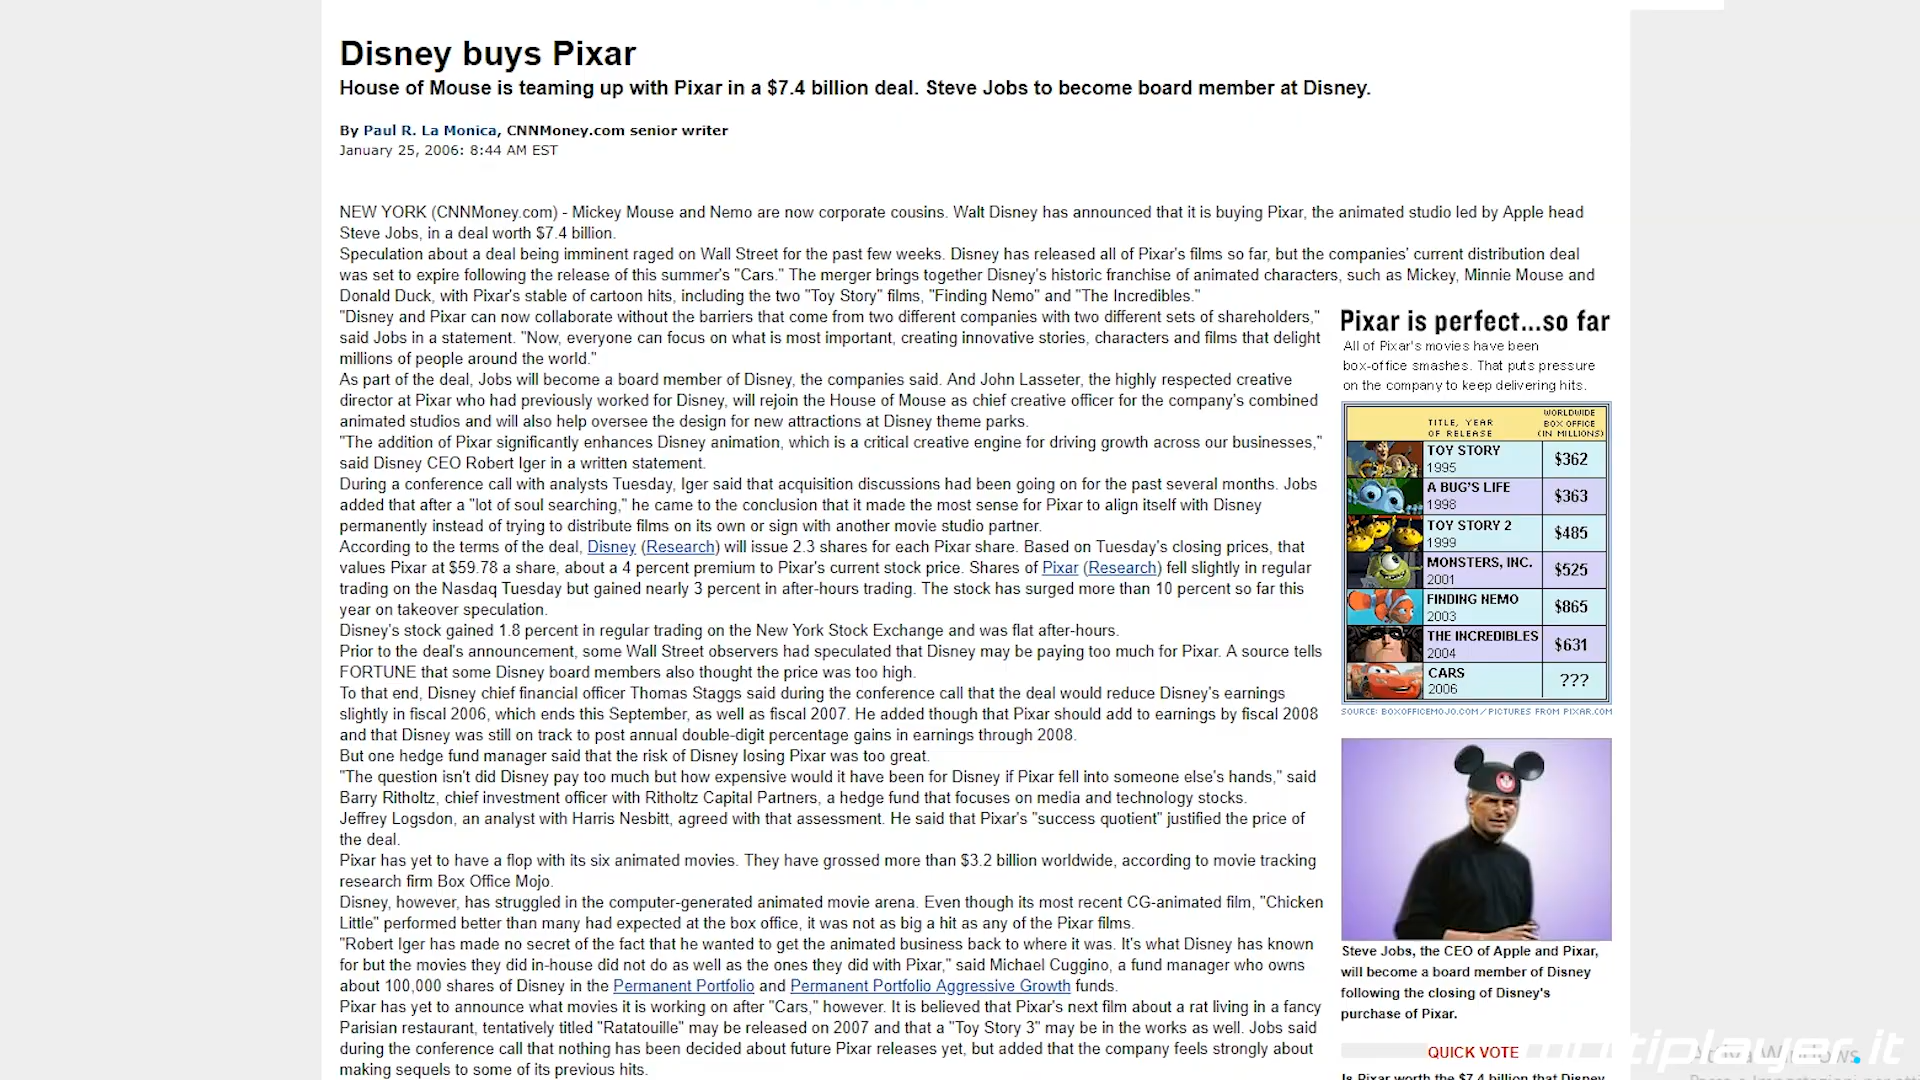 Disney buys Pixar
House of Mouse is teaming up with Pixar in a $7.4 billion deal. Steve Jobs to become board member at Disney.
By Paul R. La Monica, CNNMoney.com senior writer
January 25, 2006: 8:44 AM EST
NEW YORK (CNNMoney.com) - Mickey Mouse and Nemo are now corporate cousins. Walt Disney has announced that it is buying Pixar, the animated studio led by Apple head
Steve Jobs, in a deal worth $7.4 billion.
Speculation about a deal being imminent raged on Wall Street for the past few weeks. Disney has released all of Pixar's films so far, but the companies' current distribution deal
was set to expire following the release of this summer's "Cars." The merger brings together Disney's historic franchise of animated characters, such as Mickey, Minnie Mouse and
Donald Duck, with Pixar's stable of cartoon hits, including the two "Toy Story" films, "Finding Nemo" and "The Incredibles."
"Disney and Pixar can now collaborate without the barriers that come from two different companies with two different sets of shareholders,"
said Jobs in a statement. "Now, everyone can focus on what is most important, creating innovative stories, characters and films that delight
millions of people around the world."
As part of the deal, Jobs will become a board member of Disney, the companies said. And John Lasseter, the highly respected creative
director at Pixar who had previously worked for Disney, will rejoin the House of Mouse as chief creative officer for the company's combined
animated studios and will also help oversee the design for new attractions at Disney theme parks.
"The addition of Pixar significantly enhances Disney animation, which is a critical creative engine for driving growth across our businesses,"
said Disney CEO Robert Iger in a written statement.
During a conference call with analysts Tuesday, Iger said that acquisition discussions had been going on for the past several months. Jobs
added that after a "lot of soul searching," he came to the conclusion that it made the most sense for Pixar to align itself with Disney
permanently instead of trying to distribute films on its own or sign with another movie studio partner.
According to the terms of the deal, Disney (Research) will issue 2.3 shares for each Pixar share. Based on Tuesday's closing prices, that
values Pixar at $59.78 a share, about a 4 percent premium to Pixar's current stock price. Shares of Pixar (Research) fell slightly in regular
trading on the Nasdaq Tuesday but gained nearly 3 percent in after-hours trading. The stock has surged more than 10 percent so far this
year on takeover speculation.
Disney's stock gained 1.8 percent in regular trading on the New York Stock Exchange and was flat after-hours.
Prior to the deal's announcement, some Wall Street observers had speculated that Disney may be paying too much for Pixar. A source tells
FORTUNE that some Disney board members also thought the price was too high.
To that end, Disney chief financial officer Thomas Staggs said during the conference call that the deal would reduce Disney's earnings
slightly in fiscal 2006, which ends this September, as well as fiscal 2007. He added though that Pixar should add to earnings by fiscal 2008
and that Disney was still on track to post annual double-digit percentage gains in earnings through 2008.
But one hedge fund manager said that the risk of Disney losing Pixar was too great.
"The question isn't did Disney pay too much but how expensive would it have been for Disney if Pixar fell into someone else's hands," said
Barry Ritholtz, chief investment officer with Ritholtz Capital Partners, a hedge fund that focuses on media and technology stocks.
Jeffrey Logsdon, an analyst with Harris Nesbitt, agreed with that assessment. He said that Pixar's "success quotient" justified the price of
the deal.
Pixar has yet to have a flop with its six animated movies. They have grossed more than $3.2 billion worldwide, according to movie tracking
research firm Box Office Mojo.
Disney, however, has struggled in the computer-generated animated movie arena. Even though its most recent CG-animated film, "Chicken
Little" performed better than many had expected at the box office, it was not as big a hit as any of the Pixar films.
"Robert Iger has made no secret of the fact that he wanted to get the animated business back to where it was. It's what Disney has known
for but the movies they did in-house did not do as well as the ones they did with Pixar," said Michael Cuggino, a fund manager who owns
about 100,000 shares of Disney in the Permanent Portfolio and Permanent Portfolio Aggressive Growth funds.
Pixar has yet to announce what movies it is working on after "Cars," however. It is believed that Pixar's next film about a rat living in a fancy
Parisian restaurant, tentatively titled "Ratatouille" may be released on 2007 and that a "Toy Story 3" may be in the works as well. Jobs said
during the conference call that nothing has been decided about future Pixar releases yet, but added that the company feels strongly about
making sequels to some of its previous hits.
Pixar is perfect...so far
All of Pixar's movies have been
box-office smashes. That puts pressure
on the company to keep delivering hits.
TITLE, YEAR OF RELEASE WORLDWIDE BOX OFFICE (IN MILLIONS)
TOY STORY 1995 $362
A BUG'S LIFE 1998 $363
TOY STORY 2 1999 $485
MONSTERS, INC. 2001 $525
FINDING NEMO 2003 $865
THE INCREDIBLES 2004 $631
CARS 2006 ???
SOURCE: BOXOFFICEMOJO.COM/PICTURES FROM PIXAR.COM
Steve Jobs, the CEO of Apple and Pixar,
will become a board member of Disney
following the closing of Disney's
purchase of Pixar.
QUICK VOTE
Is Pixar worth the $7.4 billion that Disney
multiplayer.it